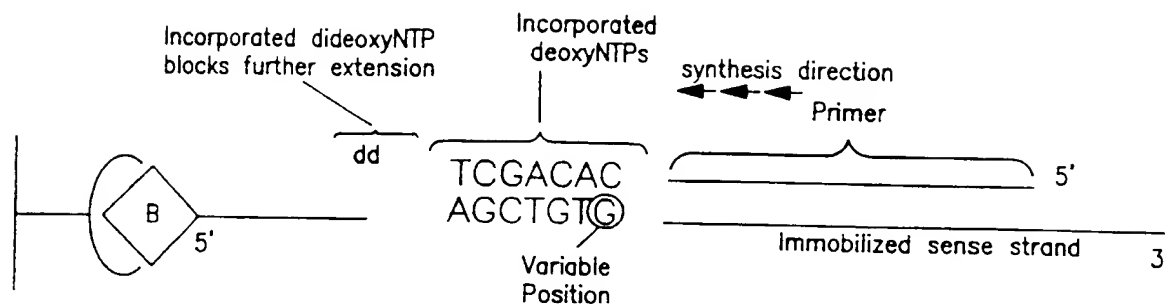 Incorporated dideoxyNTP
blocks further extension
Incorporated
deoxyNTPs
synthesis direction
Primer
dd
TCGACAC
5'
AGCTGTG
B
5'
Immobilized sense strand
3
Variable
Position